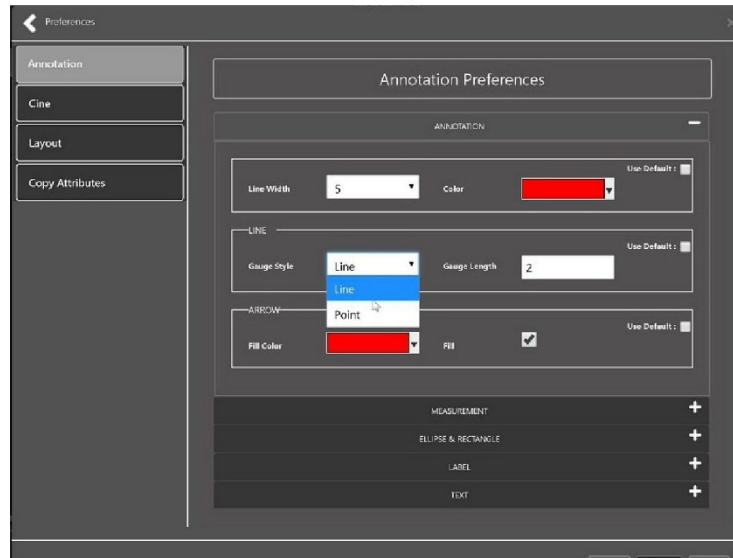 Preferences
Annotation
Cine
Layout
Copy Attributes
Annotation Preferences
ANNOTATION
Use Default :
Line Width 5 Color
LINE
Use Default :
Gauge Style Line Gauge Length 2
Line
Point
ARROW
Use Default :
Fill Color Fill
MEASUREMENT
ELLIPSE & RECTANGLE
LABEL
TEXT